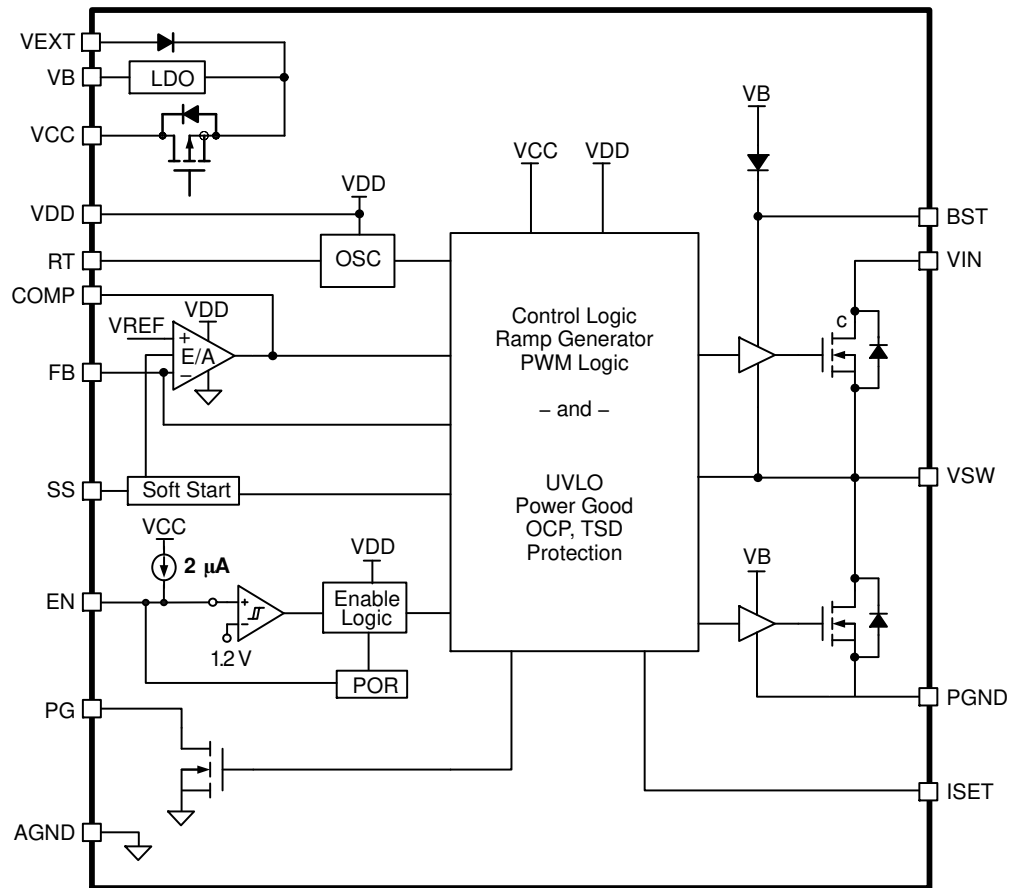 VEXT
VB
LDO
VCC
VDD
VDD
RT
OSC
COMP
VREF
VDD
+
E/A
–
FB
SS
Soft Start
VCC
2 μA
EN
+
–
1.2 V
VDD
Enable
Logic
POR
PG
AGND
VCC
VDD
Control Logic
Ramp Generator
PWM Logic
– and –
UVLO
Power Good
OCP, TSD
Protection
VB
BST
VIN
C
VSW
VB
PGND
ISET